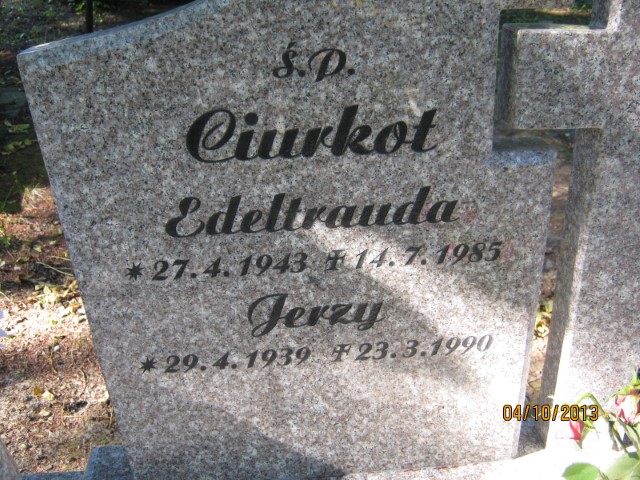 Ś.P.
Ciurkot
Edeltrauda
* 27.4.1943 ✝ 14.7.1985
Jerzy
* 29.4.1939 ✝ 23.3.1990
04/10/2013